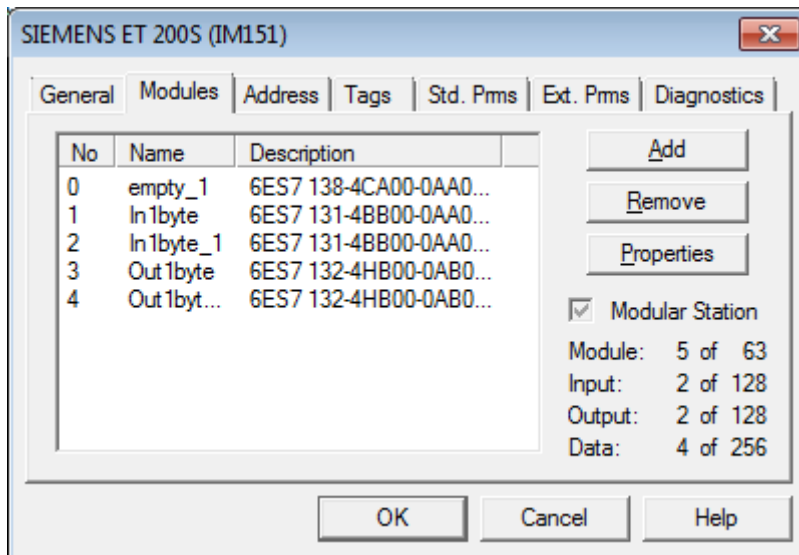 SIEMENS ET 200S (IM151)
General Modules Address Tags Std. Prms Ext. Prms Diagnostics
No Name Description
0 empty_1 6ES7 138-4CA00-0AA0...
1 In1byte 6ES7 131-4BB00-0AA0...
2 In1byte_1 6ES7 131-4BB00-0AA0...
3 Out1byte 6ES7 132-4HB00-0AB0...
4 Out1byt... 6ES7 132-4HB00-0AB0...
Add
Remove
Properties
Modular Station
Module: 5 of 63
Input: 2 of 128
Output: 2 of 128
Data: 4 of 256
OK Cancel Help